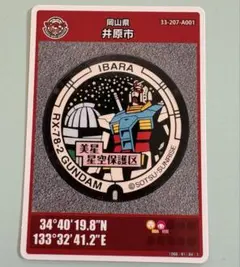 岡山県
井原市
33-207-A001
IBARA
RX-78-2 GUNDAM
美星
星空保護区
©SOTSU・SUNRISE
34°40'19.8"N
133°32'41.2"E